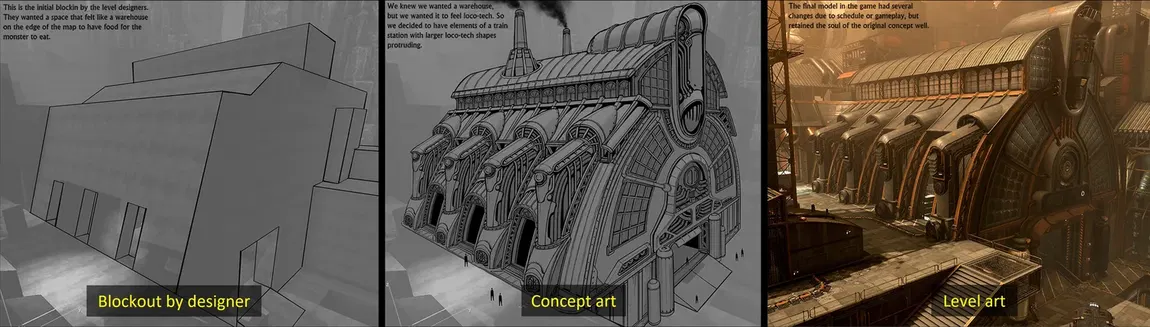 This is the initial blockin by the level designers.
They wanted a space that felt like a warehouse
on the edge of the map to have food for the
monster to eat.
Blockout by designer
We knew we wanted a warehouse,
but we wanted it to feel loco-tech. So
we decided to have elements of a train
station with larger loco-tech shapes
protruding.
Concept art
The final model in the game had several
changes due to schedule or gameplay, but
retained the soul of the original concept well.
Level art